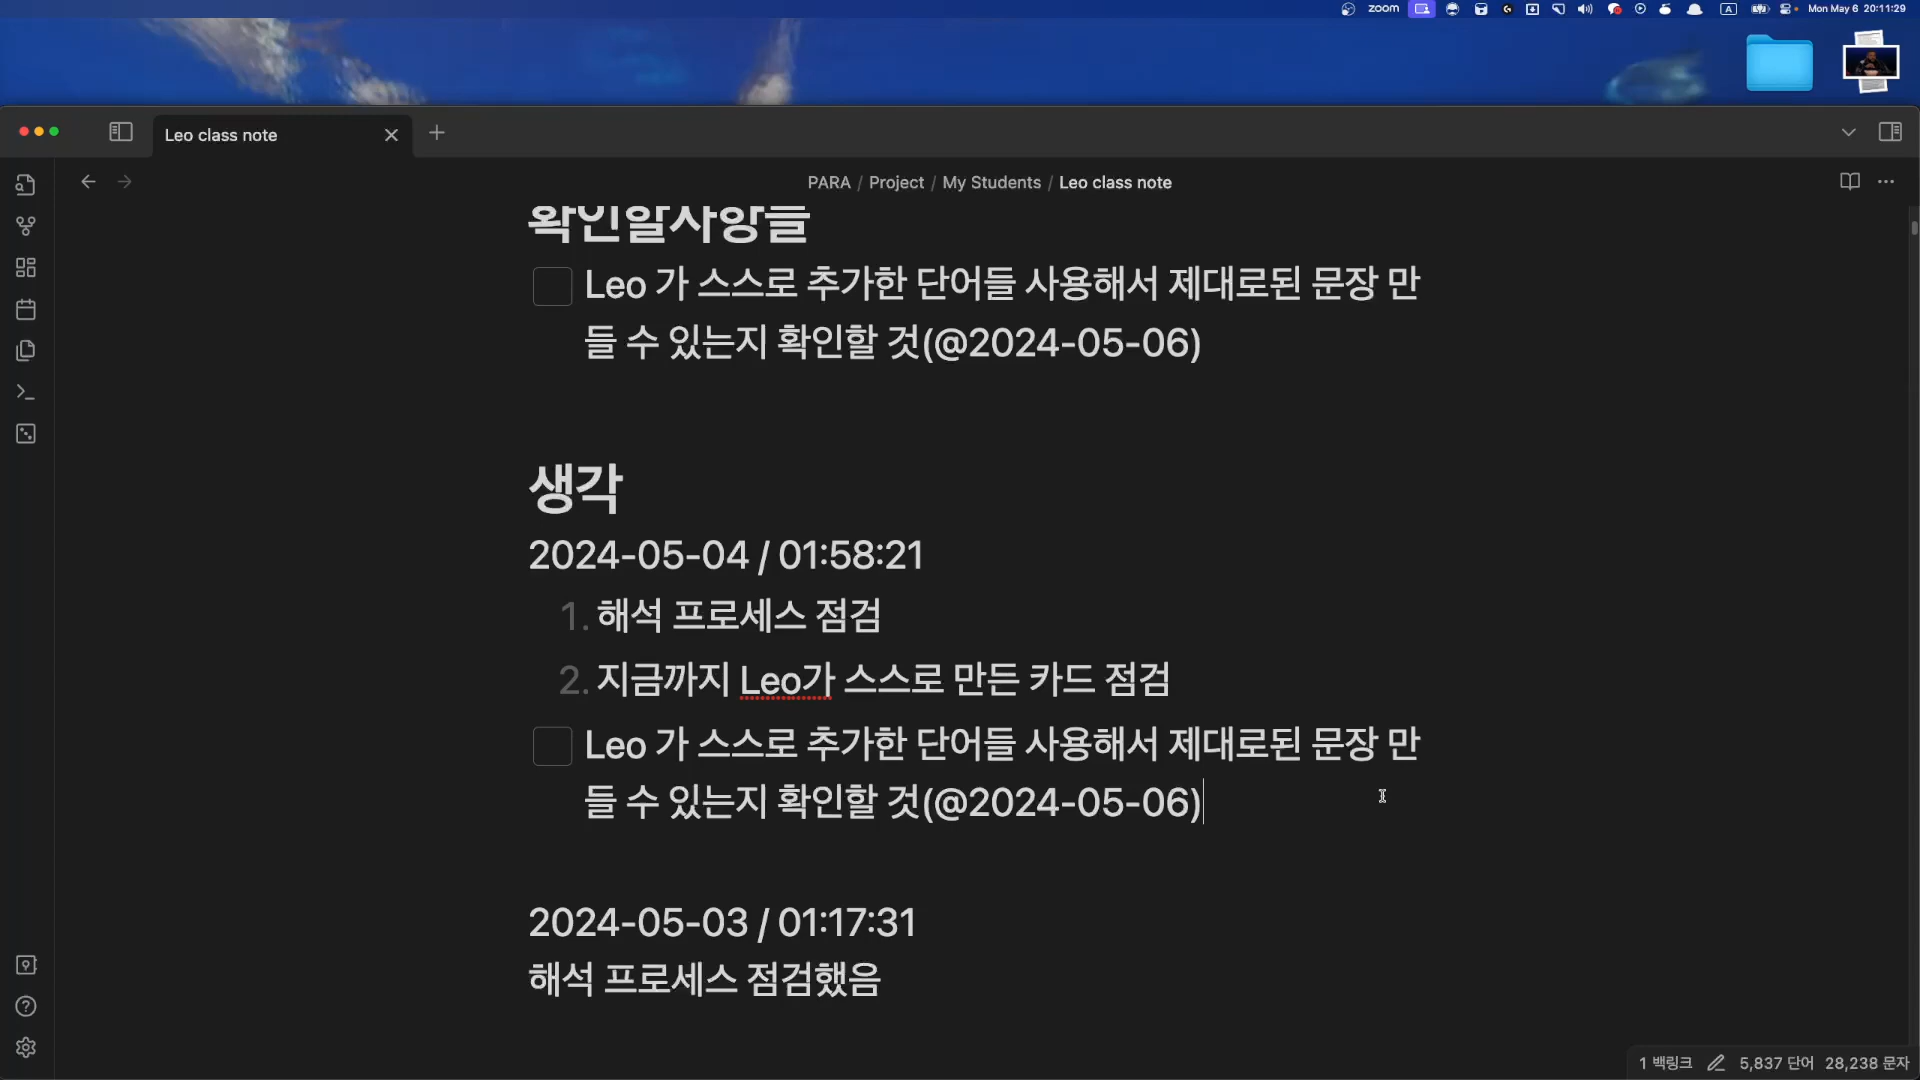 zoom
A
Mon May 6 20:11:29
Leo class note
PARA / Project / My Students / Leo class note
확인할사항들
Leo 가 스스로 추가한 단어들 사용해서 제대로된 문장 만
들 수 있는지 확인할 것(@2024-05-06)
생각
2024-05-04 / 01:58:21
1. 해석 프로세스 점검
2. 지금까지 Leo가 스스로 만든 카드 점검
Leo 가 스스로 추가한 단어들 사용해서 제대로된 문장 만
들 수 있는지 확인할 것(@2024-05-06)
2024-05-03 / 01:17:31
해석 프로세스 점검했음
1 백링크 5,837 단어 28,238 문자